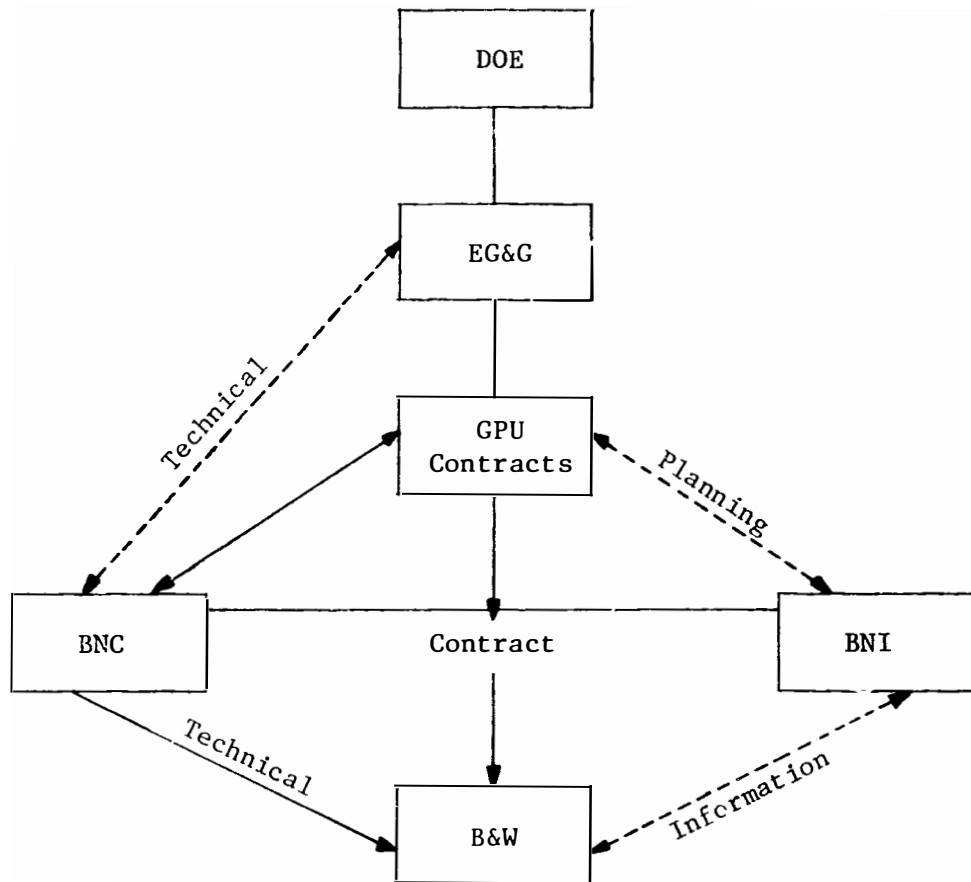 DOE
EG&G
Technical
GPU
Contracts
Planning
BNC
Contract
BNI
Technical
Information
B&W